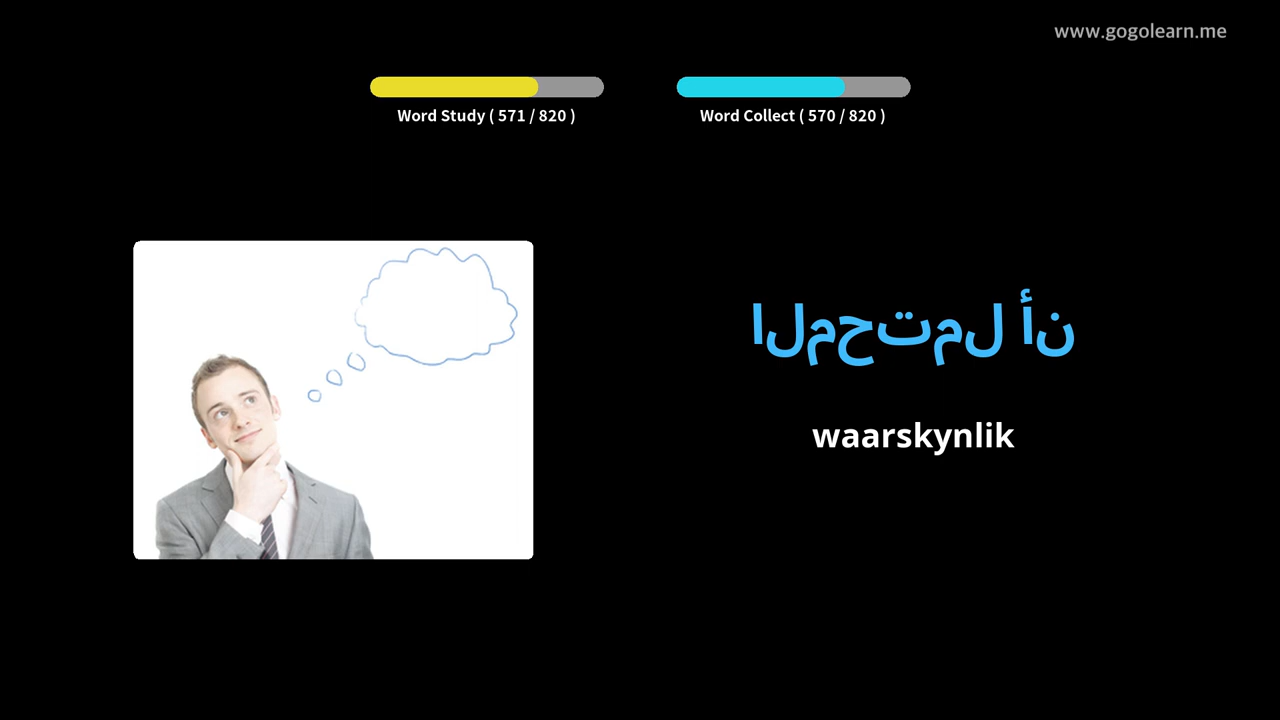 www.gogolearn.me
Word Study ( 571 / 820 )
Word Collect ( 570 / 820 )
المحتمل أن
waarskynlik